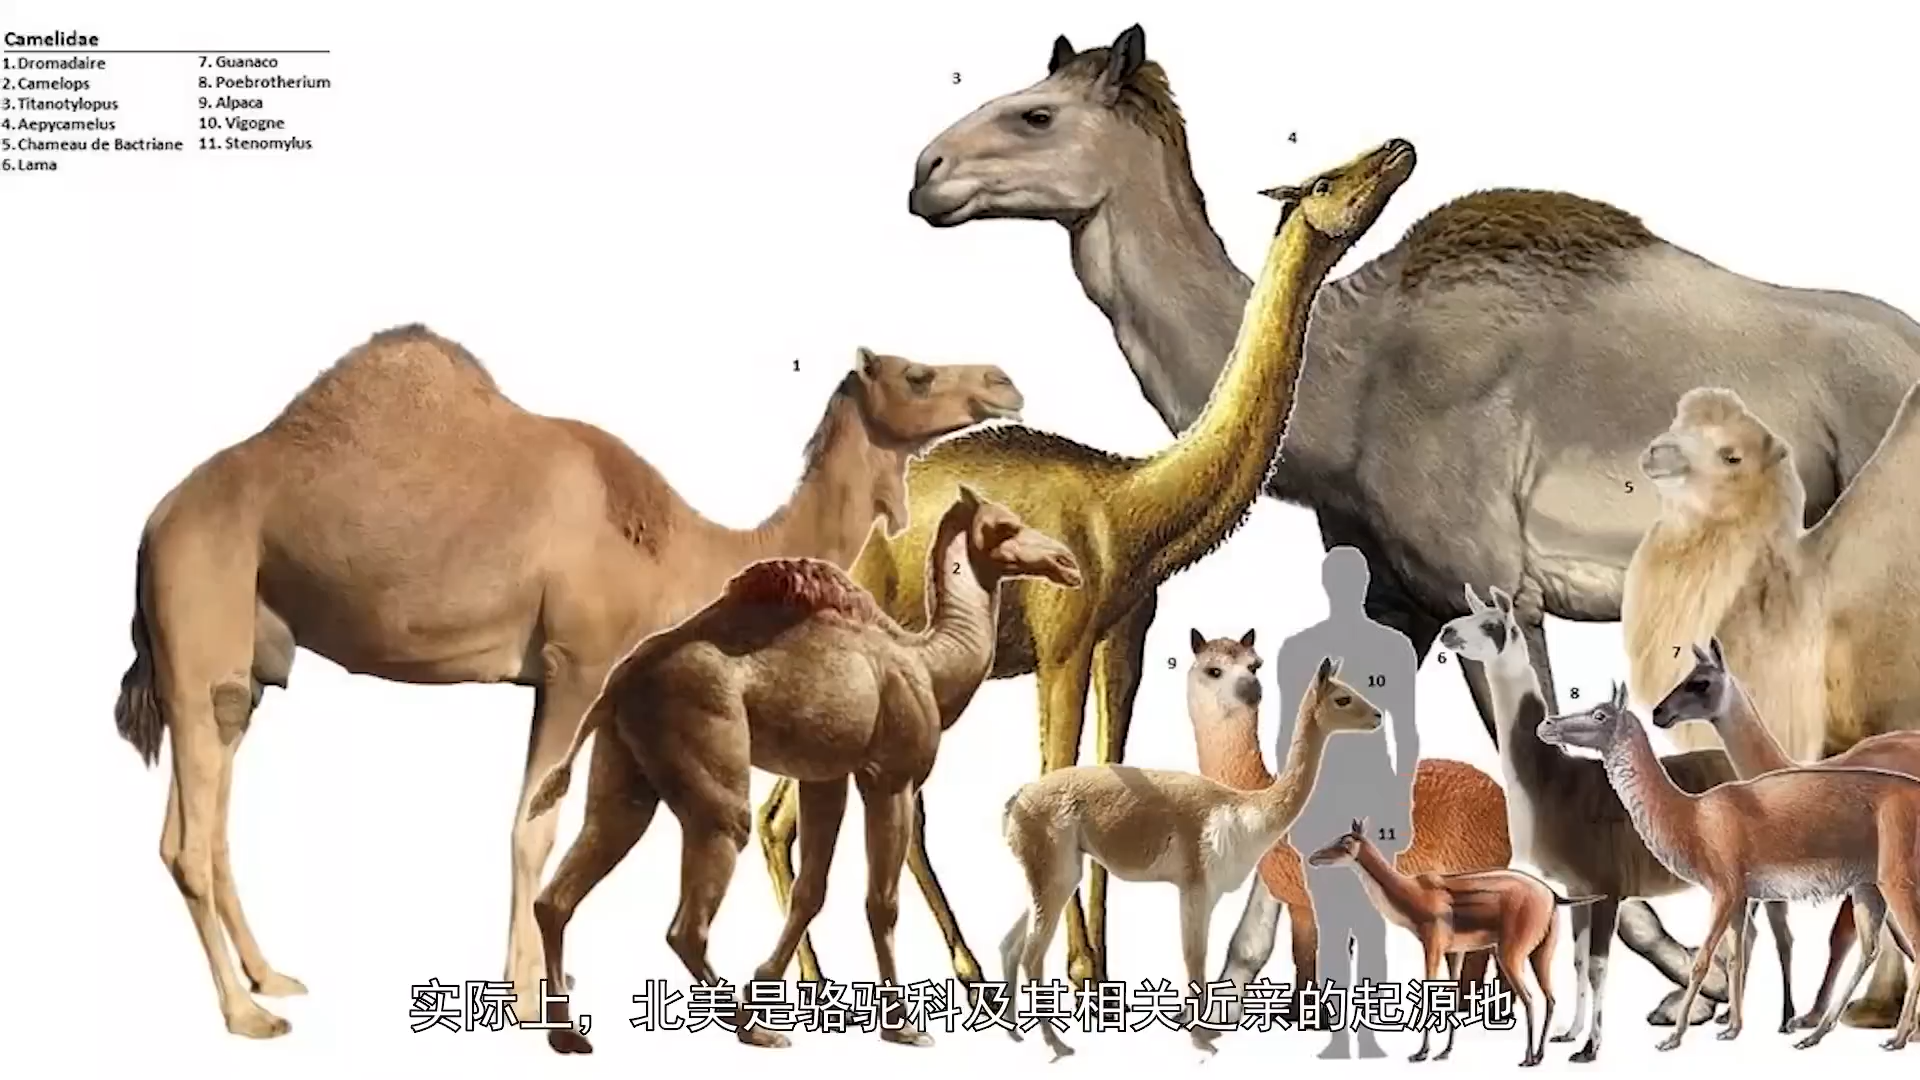 Camelidae
1. Dromadaire
2. Camelops
3. Titanotylopus
4. Aepycamelus
5. Chameau de Bactriane
6. Lama
7. Guanaco
8. Poebrotherium
9. Alpaca
10. Vigogne
11. Stenomylus
3
4
1
5
2
9
10
6
7
8
11
实际上，北美是骆驼科及其相关近亲的起源地